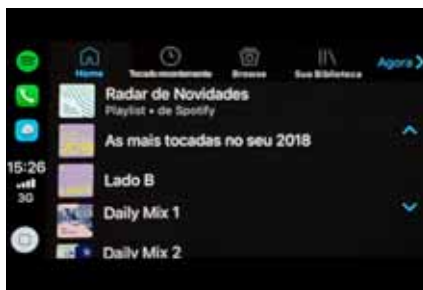 Home
Tocado recentemente
Browse
Sua Biblioteca
Agora
Radar de Novidades
Playlist • de Spotify
As mais tocadas no seu 2018
Lado B
Daily Mix 1
Daily Mix 2
15:26
3G